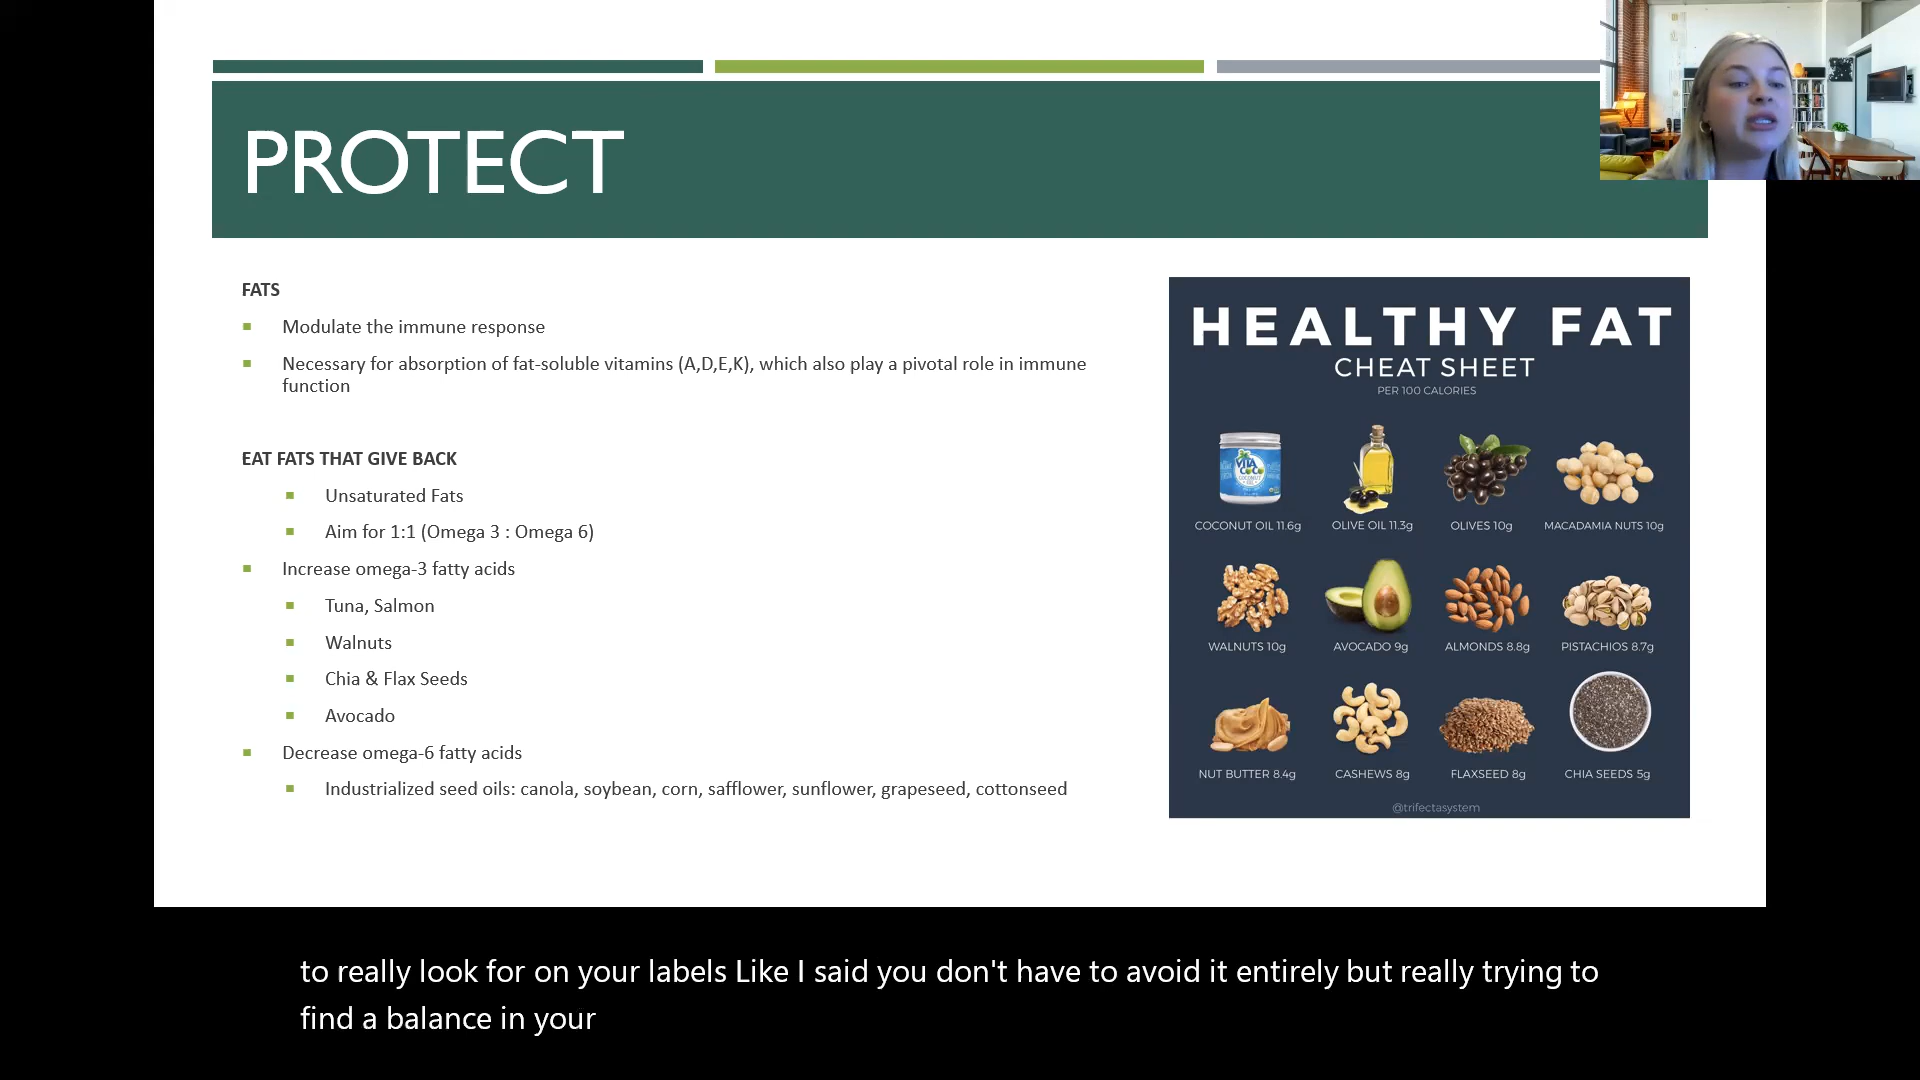 PROTECT
FATS
Modulate the immune response
Necessary for absorption of fat-soluble vitamins (A,D,E,K), which also play a pivotal role in immune
function
EAT FATS THAT GIVE BACK
Unsaturated Fats
Aim for 1:1 (Omega 3 : Omega 6)
Increase omega-3 fatty acids
Tuna, Salmon
Walnuts
Chia & Flax Seeds
Avocado
Decrease omega-6 fatty acids
Industrialized seed oils: canola, soybean, corn, safflower, sunflower, grapeseed, cottonseed
HEALTHY FAT
CHEAT SHEET
PER 100 CALORIES
VITA
COCO
COCONUT OIL 11.6g
OLIVE OIL 11.3g
OLIVES 10g
MACADAMIA NUTS 10g
WALNUTS 10g
AVOCADO 9g
ALMONDS 8.8g
PISTACHIOS 8.7g
NUT BUTTER 8.4g
CASHEWS 8g
FLAXSEED 8g
CHIA SEEDS 5g
@trifectasystem
to really look for on your labels Like I said you don't have to avoid it entirely but really trying to
find a balance in your